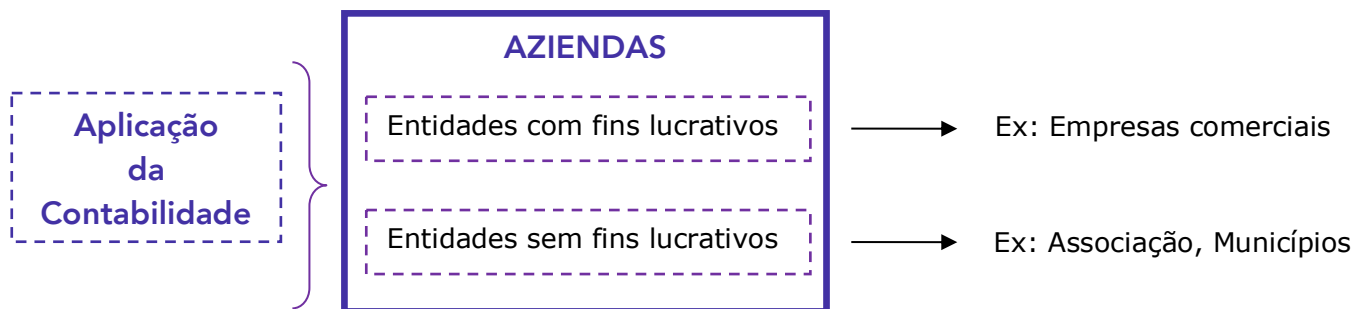 AZIENDAS
Aplicação
da
Contabilidade
Entidades com fins lucrativos
Ex: Empresas comerciais
Entidades sem fins lucrativos
Ex: Associação, Municípios